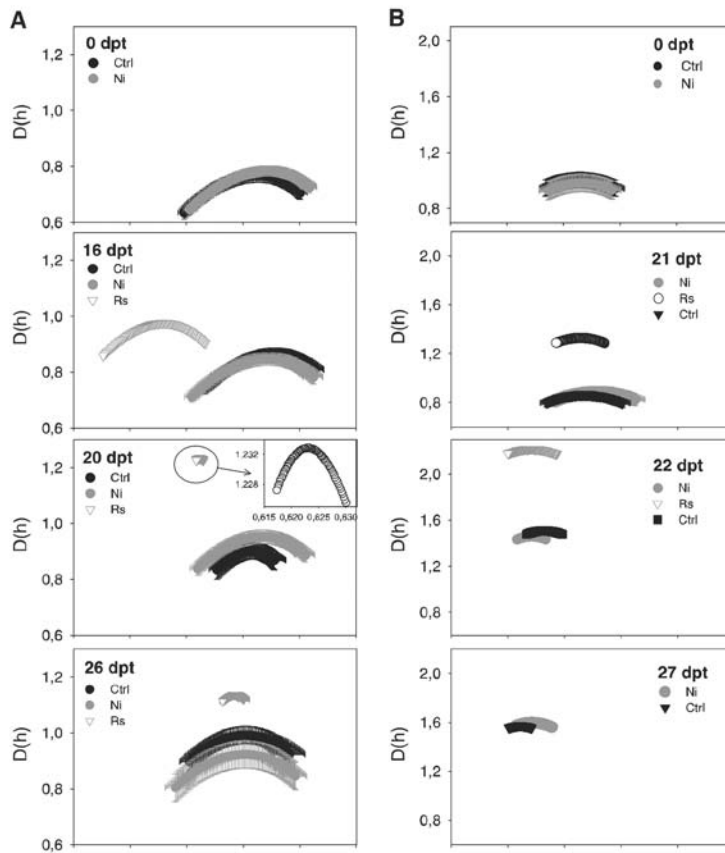 A
0 dpt
Ctrl
Ni
D(h)
1,2
1,0
0,8
0,6
16 dpt
Ctrl
Ni
Rs
D(h)
1,2
1,0
0,8
0,6
20 dpt
Ctrl
Ni
Rs
1.232
1.228
0,615 0,620 0,625 0,630
D(h)
1,2
1,0
0,8
0,6
26 dpt
Ctrl
Ni
Rs
D(h)
1,2
1,0
0,8
0,6
B
0 dpt
Ctrl
Ni
D(h)
2,0
1,6
1,2
0,8
21 dpt
Ni
Rs
Ctrl
D(h)
2,0
1,6
1,2
0,8
22 dpt
Ni
Rs
Ctrl
D(h)
2,0
1,6
1,2
0,8
27 dpt
Ni
Ctrl
D(h)
2,0
1,6
1,2
0,8